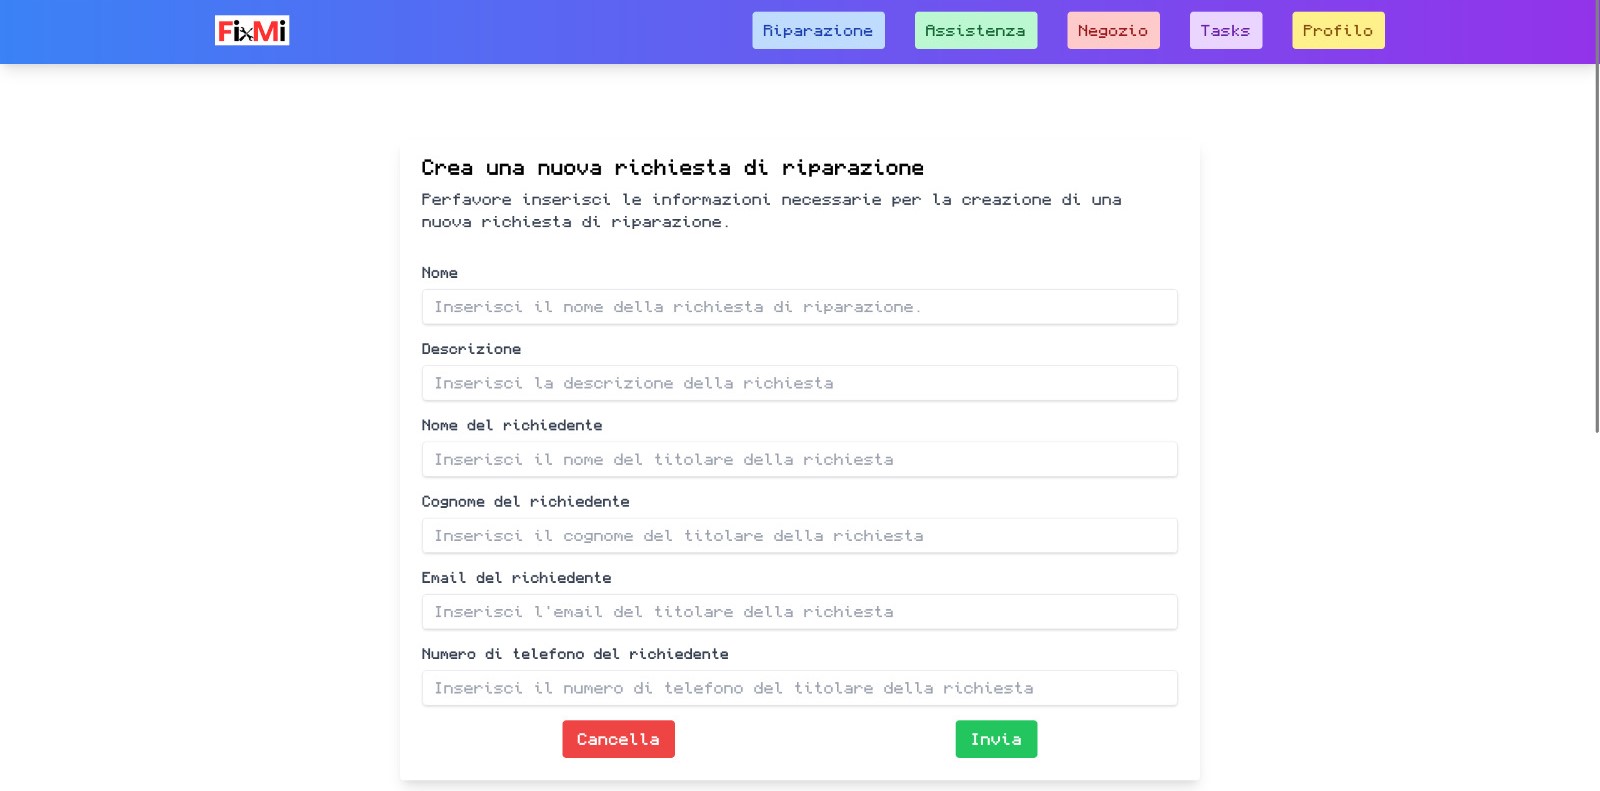 FixMi
Riparazione
Assistenza
Negozio
Tasks
Profilo
Crea una nuova richiesta di riparazione
Perfavore inserisci le informazioni necessarie per la creazione di una
nuova richiesta di riparazione.
Nome
Inserisci il nome della richiesta di riparazione.
Descrizione
Inserisci la descrizione della richiesta
Nome del richiedente
Inserisci il nome del titolare della richiesta
Cognome del richiedente
Inserisci il cognome del titolare della richiesta
Email del richiedente
Inserisci l'email del titolare della richiesta
Numero di telefono del richiedente
Inserisci il numero di telefono del titolare della richiesta
Cancella
Invia